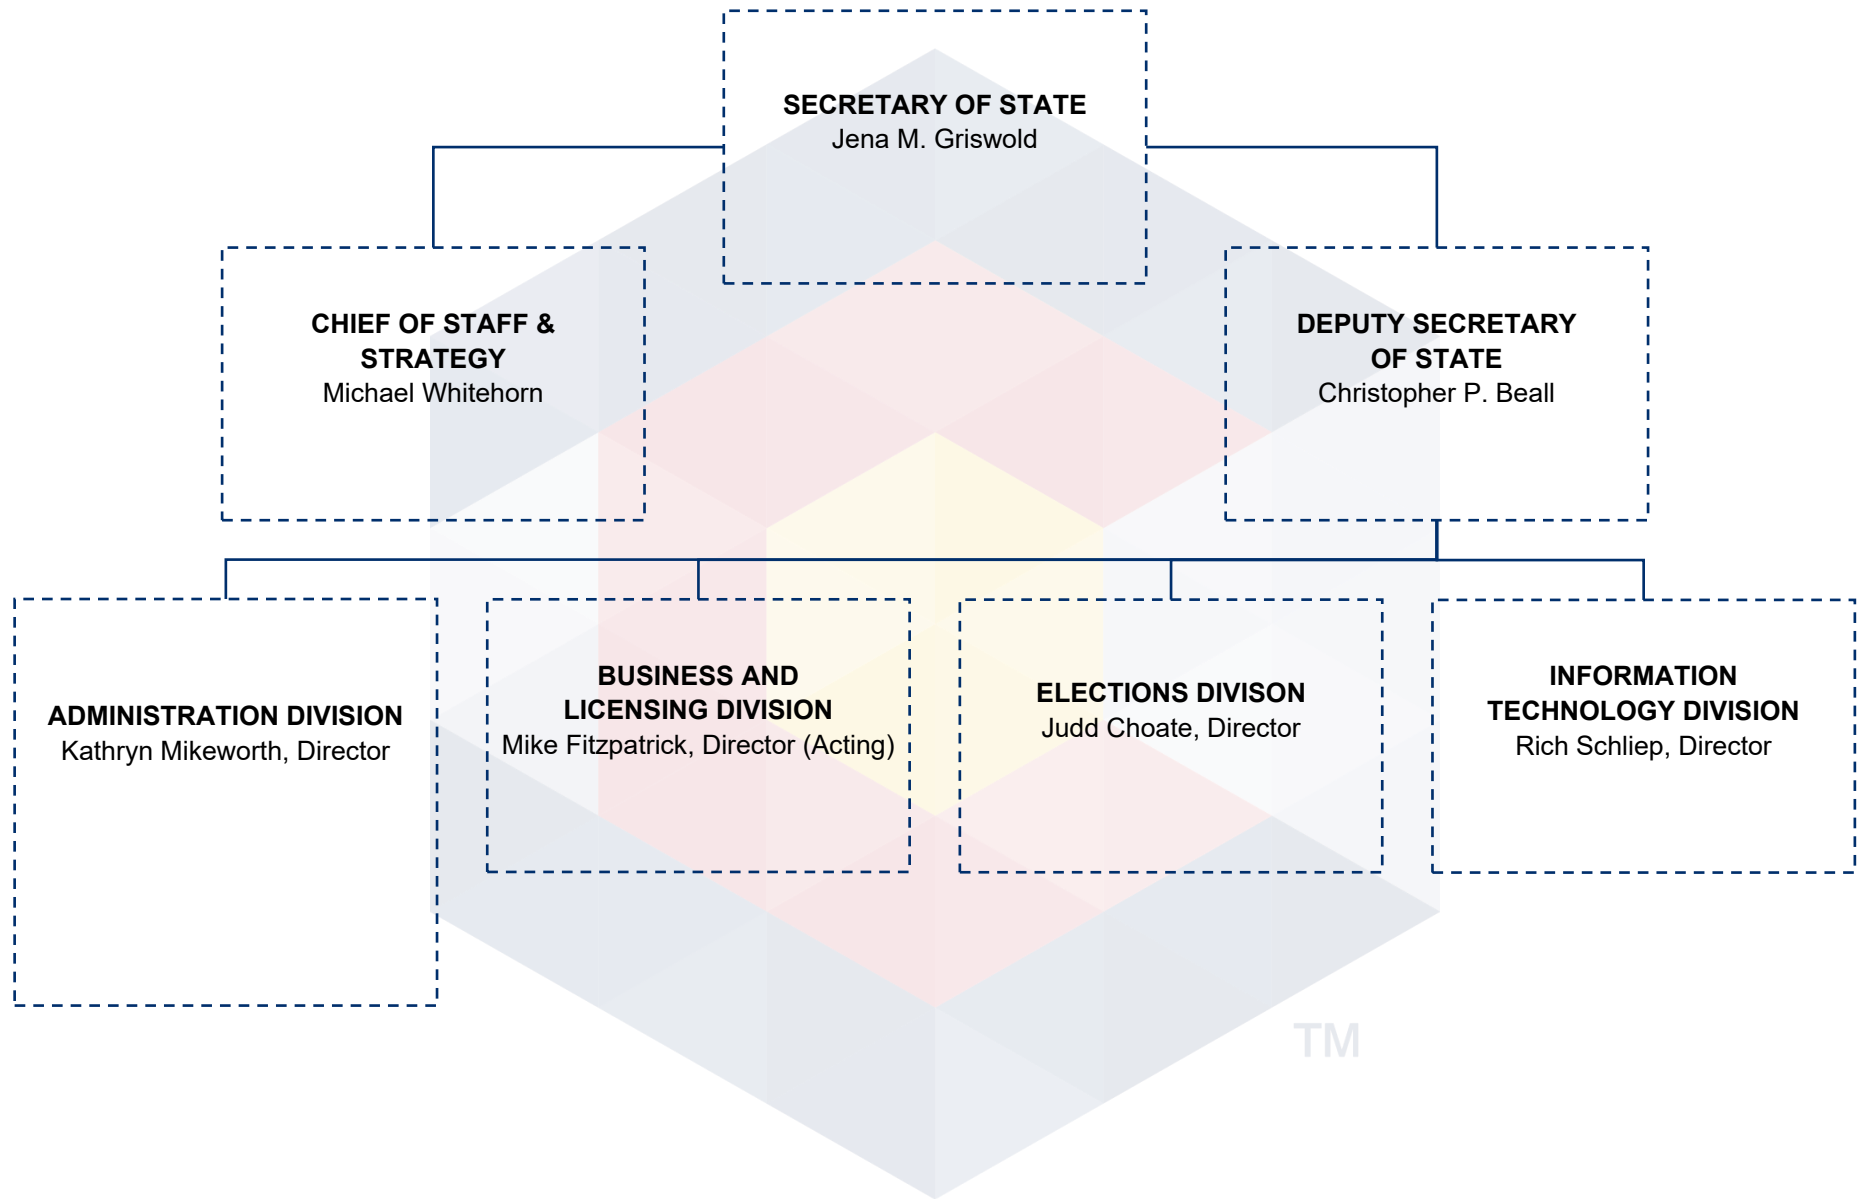 SECRETARY OF STATE
Jena M. Griswold
CHIEF OF STAFF &
STRATEGY
Michael Whitehorn
DEPUTY SECRETARY
OF STATE
Christopher P. Beall
ADMINISTRATION DIVISION
Kathryn Mikeworth, Director
BUSINESS AND
LICENSING DIVISION
Mike Fitzpatrick, Director (Acting)
ELECTIONS DIVISON
Judd Choate, Director
INFORMATION
TECHNOLOGY DIVISION
Rich Schliep, Director
TM